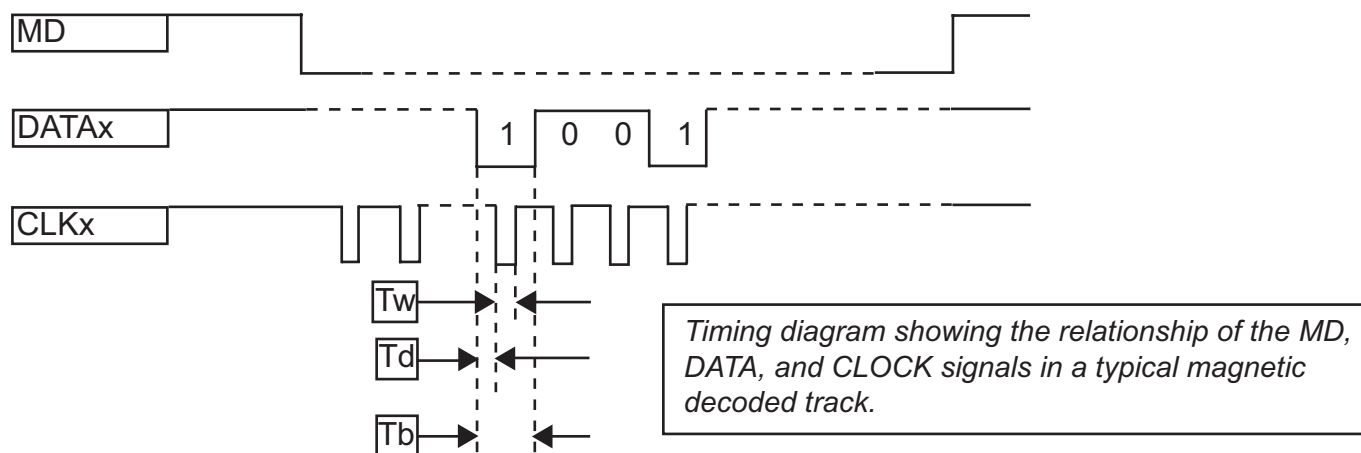 MD
DATAx
1 0 0 1
CLKx
Tw
Td
Tb
Timing diagram showing the relationship of the MD,
DATA, and CLOCK signals in a typical magnetic
decoded track.